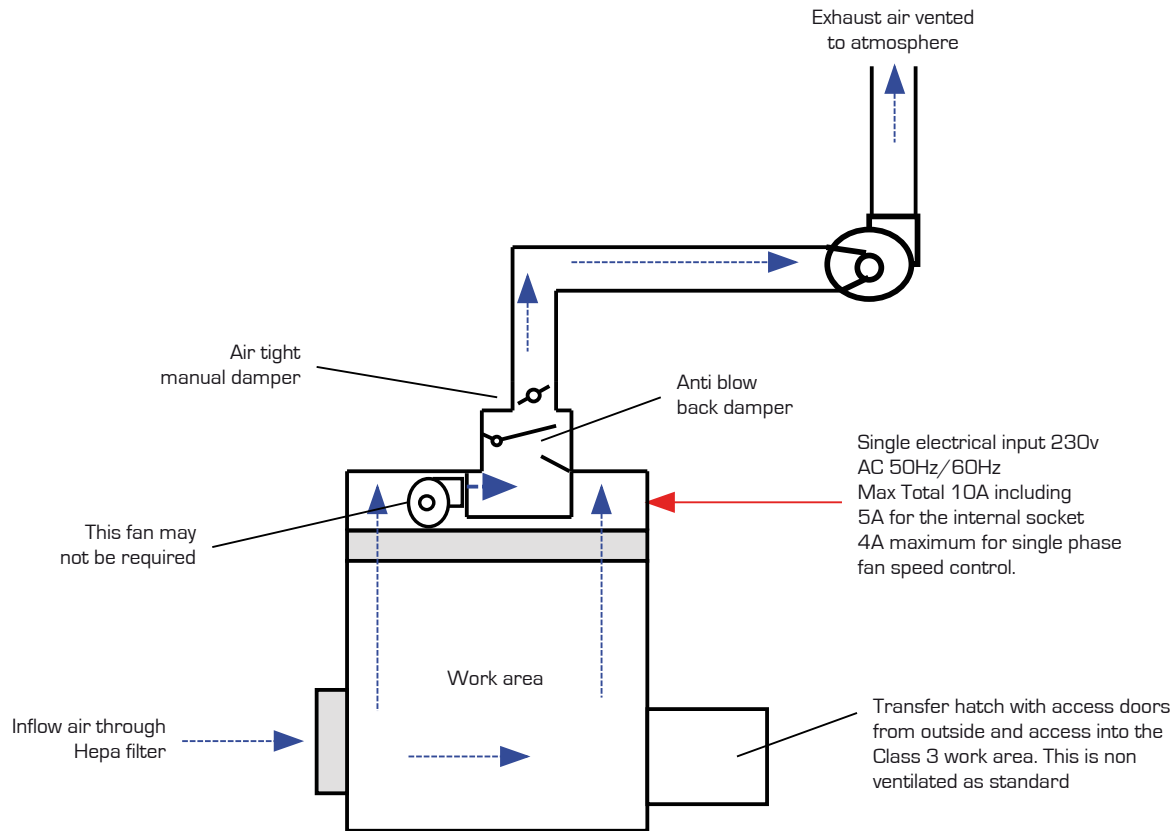 Exhaust air vented
to atmosphere
Air tight
manual damper
Anti blow
back damper
Single electrical input 230v
AC 50Hz/60Hz
Max Total 10A including
5A for the internal socket
4A maximum for single phase
fan speed control.
This fan may
not be required
Work area
Inflow air through
Hepa filter
Transfer hatch with access doors
from outside and access into the
Class 3 work area. This is non
ventilated as standard